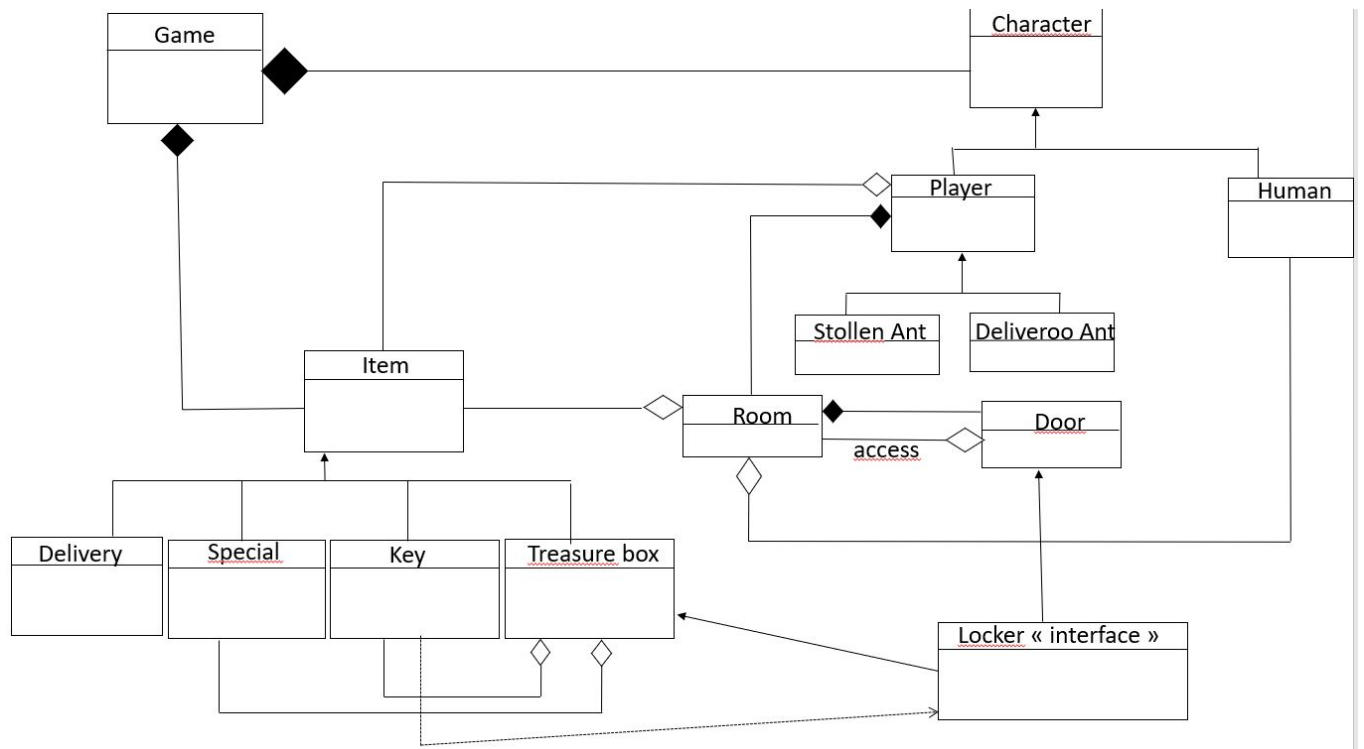 Game
Character
Player
Human
Stollen Ant
Deliveroo Ant
Item
Room
Door
access
Delivery
Special
Key
Treasure box
Locker « interface »